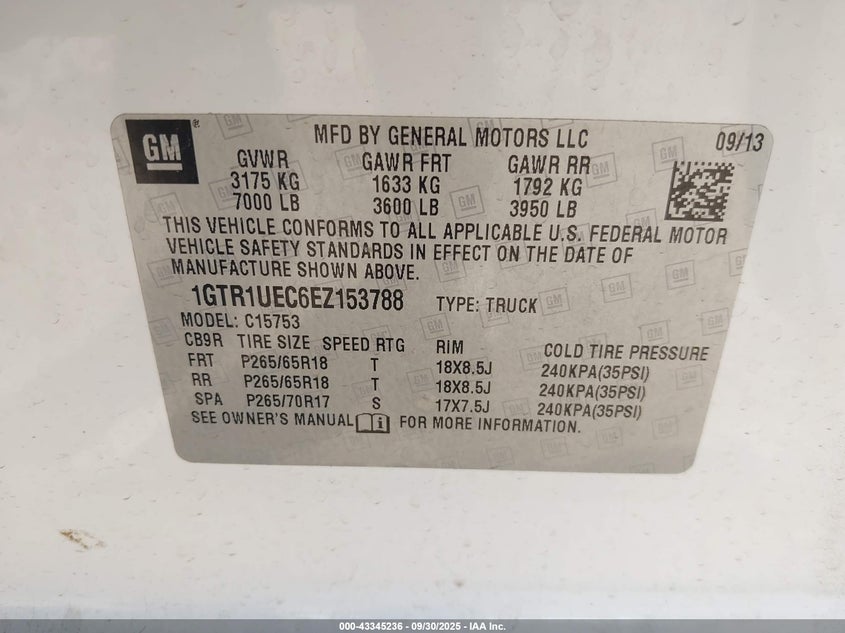 GM ® MFD BY GENERAL MOTORS LLC 09/13
GVWR GAWR FRT GAWR RR
3175 KG 1633 KG 1792 KG
7000 LB 3600 LB 3950 LB
THIS VEHICLE CONFORMS TO ALL APPLICABLE U.S. FEDERAL MOTOR
VEHICLE SAFETY STANDARDS IN EFFECT ON THE DATE OF
MANUFACTURE SHOWN ABOVE.
1GTR1UEC6EZ153788 TYPE: TRUCK
MODEL: C15753
CB9R TIRE SIZE SPEED RTG RIM COLD TIRE PRESSURE
FRT P265/65R18 T 18X8.5J 240KPA(35PSI)
RR P265/65R18 T 18X8.5J 240KPA(35PSI)
SPA P265/70R17 S 17X7.5J 240KPA(35PSI)
SEE OWNER'S MANUAL FOR MORE INFORMATION.
000-43345236 - 09/30/2025 - IAA Inc.